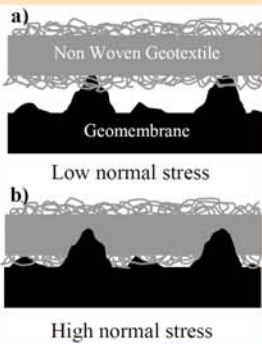 a)
Non Woven Geotextile
Geomembrane
Low normal stress
b)
High normal stress